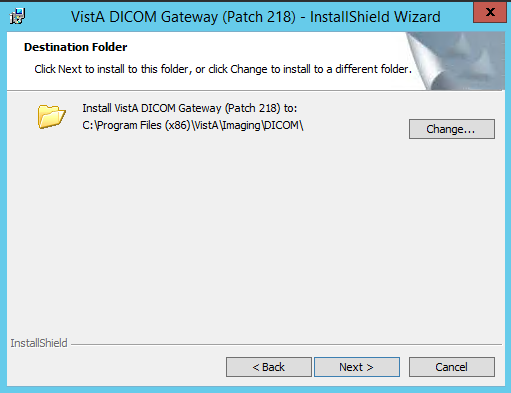 VistA DICOM Gateway (Patch 218) - InstallShield Wizard
X
Destination Folder
Click Next to install to this folder, or click Change to install to a different folder.
Install VistA DICOM Gateway (Patch 218) to:
C:\Program Files (x86)\VistA\Imaging\DICOM\
Change...
InstallShield
< Back
Next >
Cancel